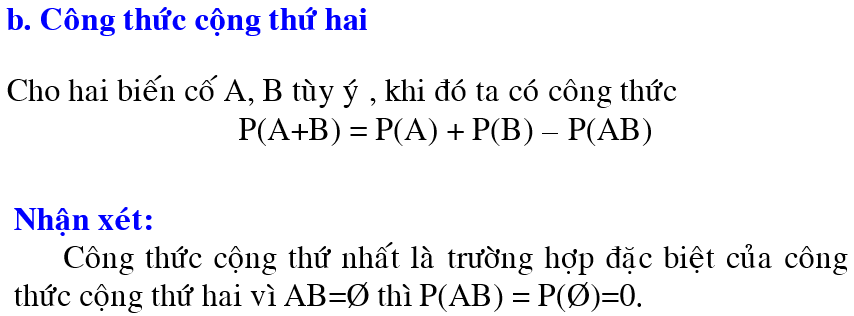 b. Công thức cộng thứ hai
Cho hai biến cố A, B tùy ý , khi đó ta có công thức
P(A+B) = P(A) + P(B) – P(AB)
Nhận xét:
Công thức cộng thứ nhất là trường hợp đặc biệt của công
thức cộng thứ hai vì AB=Ø thì P(AB) = P(Ø)=0.